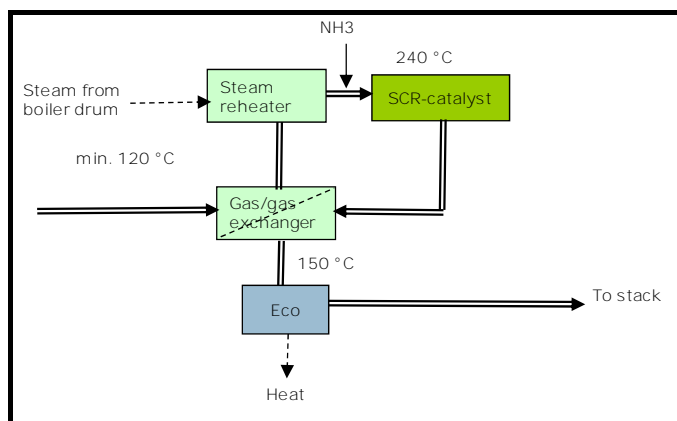 NH3
240 °C
Steam from
boiler drum
Steam
reheater
SCR-catalyst
min. 120 °C
Gas/gas
exchanger
150 °C
Eco
To stack
Heat